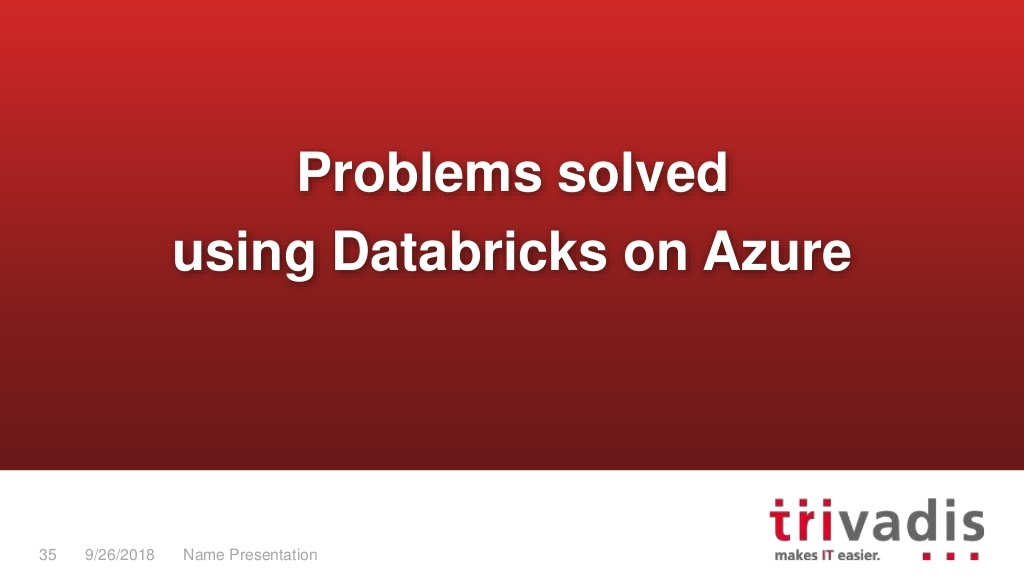 Problems solved
using Databricks on Azure
trivadis
makes IT easier.
35 9/26/2018 Name Presentation